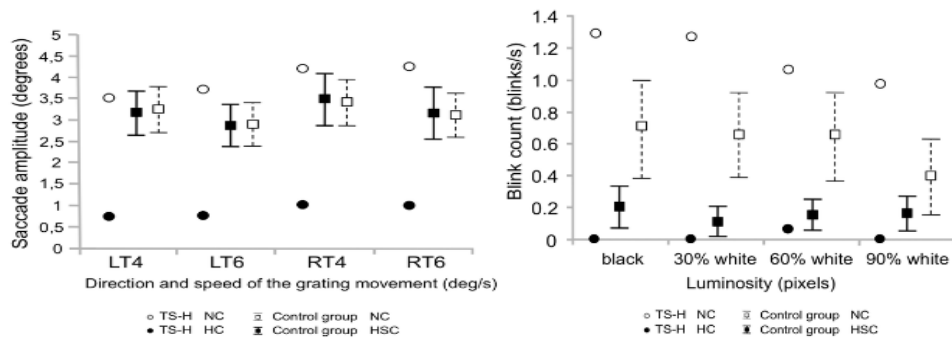 Saccade amplitude (degrees)
5
4.5
4
3.5
3
2.5
2
1.5
1
0,5
0
LT4 LT6 RT4 RT6
Direction and speed of the grating movement (deg/s)
TS-H NC Control group NC
TS-H HC Control group HSC
Blink count (blinks/s)
1.4
1.2
1.0
0.8
0.6
0.4
0.2
0
black 30% white 60% white 90% white
Luminosity (pixels)
TS-H NC Control group NC
TS-H HC Control group HSC